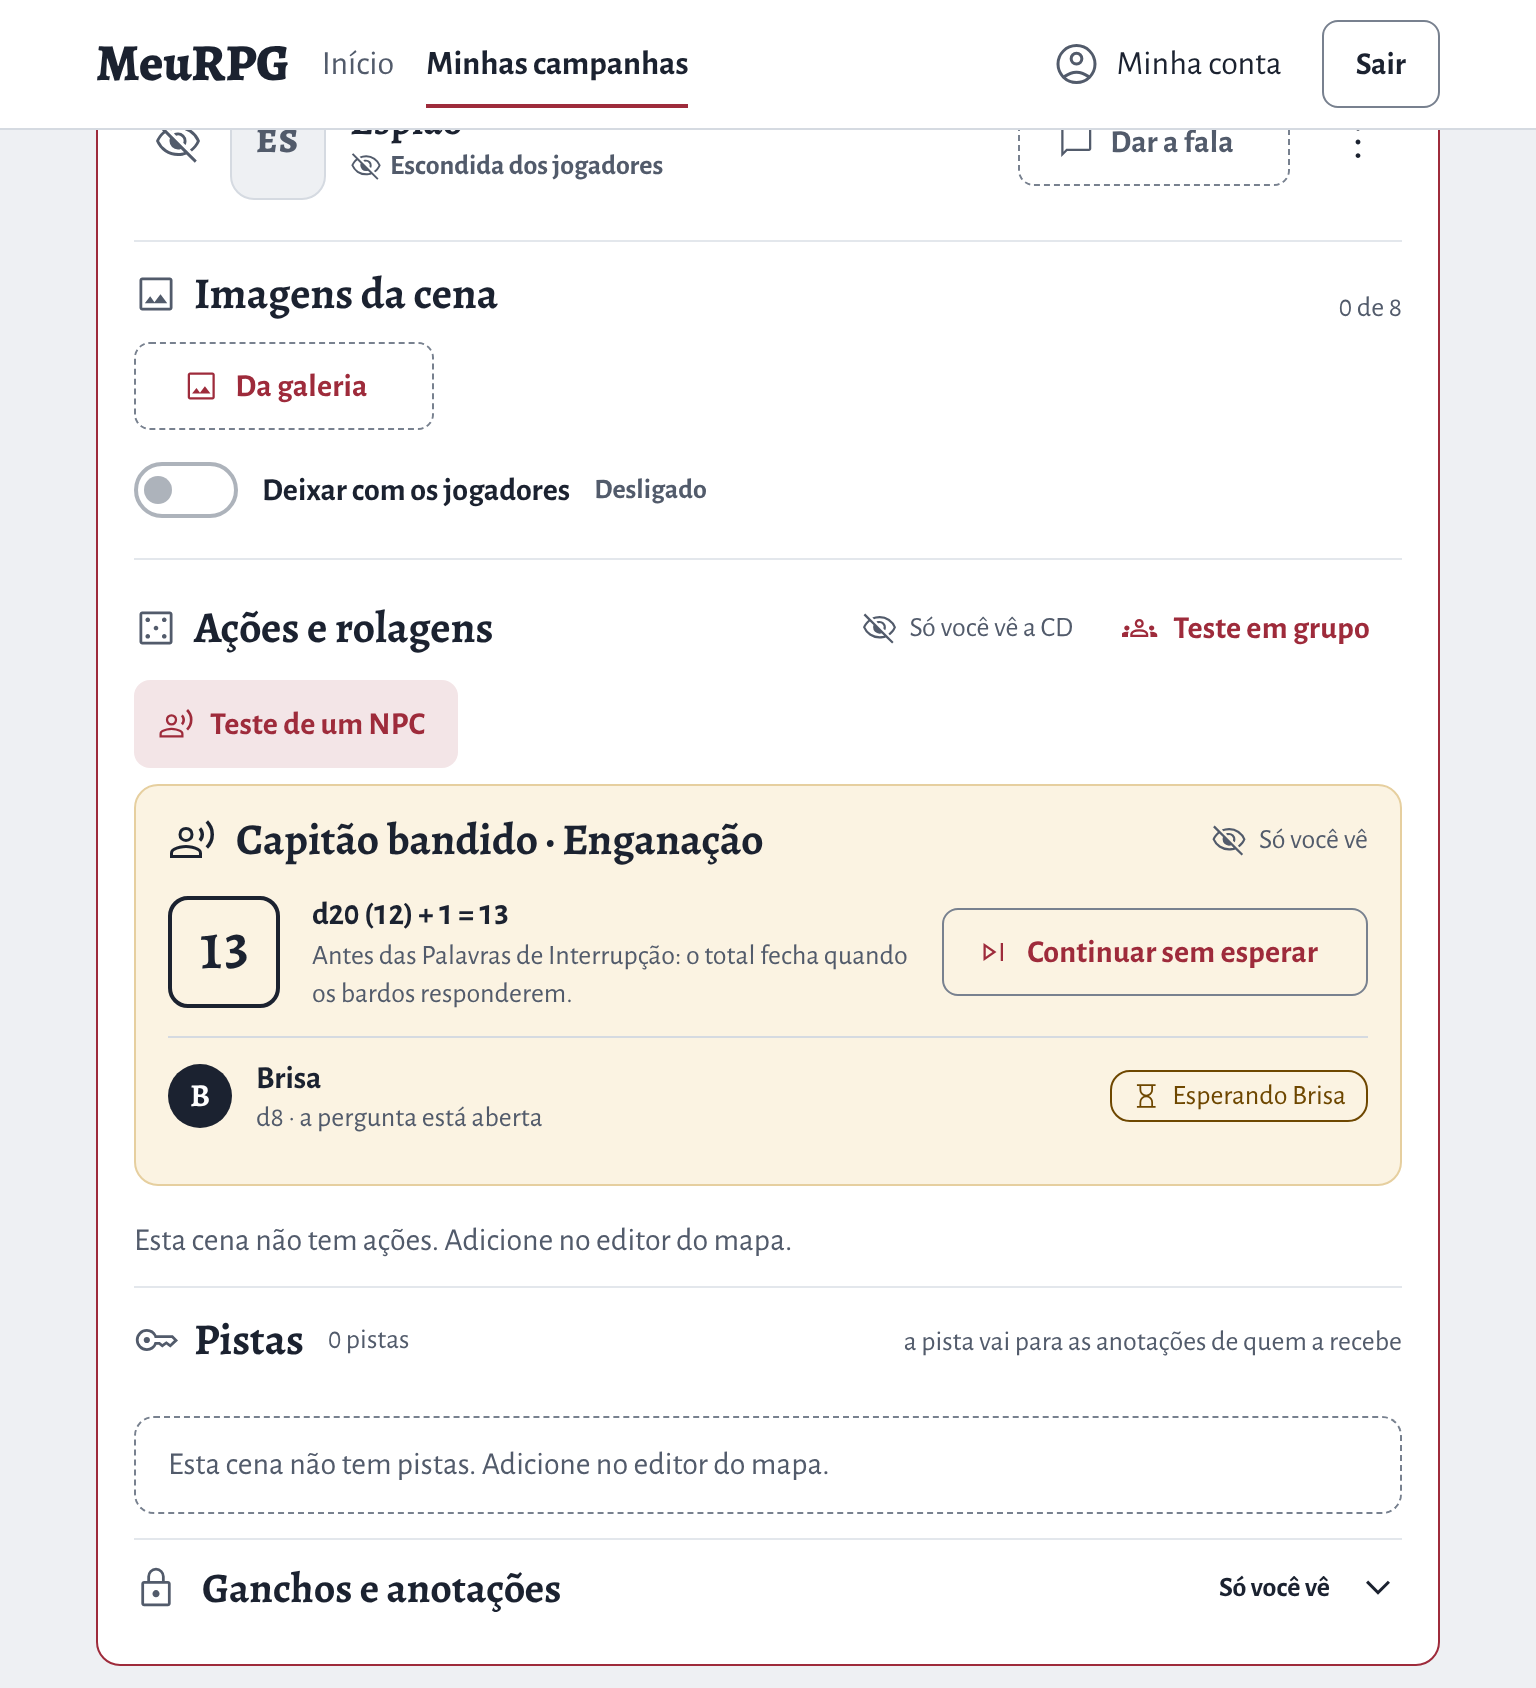 MeuRPG
Início
Minhas campanhas
Minha conta
Sair
ES
Espião
Escondida dos jogadores
Dar a fala
Imagens da cena
0 de 8
Da galeria
Deixar com os jogadores
Desligado
Ações e rolagens
Só você vê a CD
Teste em grupo
Teste de um NPC
Capitão bandido · Enganação
Só você vê
13
d20 (12) + 1 = 13
Antes das Palavras de Interrupção: o total fecha quando
os bardos responderem.
Continuar sem esperar
B
Brisa
d8 · a pergunta está aberta
Esperando Brisa
Esta cena não tem ações. Adicione no editor do mapa.
Pistas
0 pistas
a pista vai para as anotações de quem a recebe
Esta cena não tem pistas. Adicione no editor do mapa.
Ganchos e anotações
Só você vê